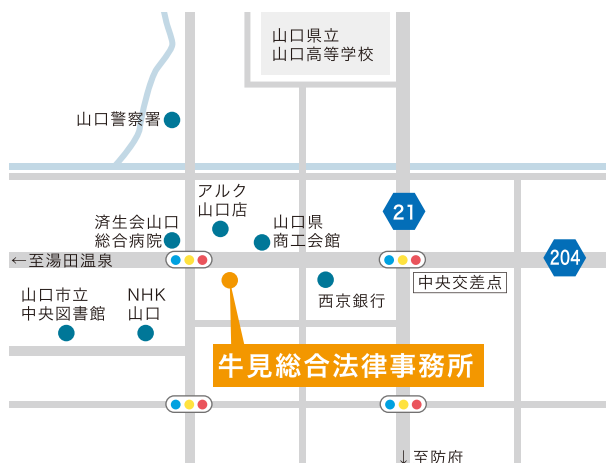 山口県立
山口高等学校
山口警察署
アルク
山口店
21
済生会山口
総合病院
山口県
商工会館
204
←至湯田温泉
中央交差点
山口市立
中央図書館
NHK
山口
西京銀行
牛見総合法律事務所
↓至防府